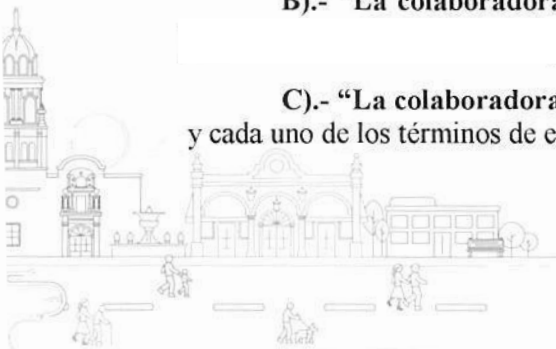 B).- “La colaboradora
C).- “La colaboradora
y cada uno de los términos de e